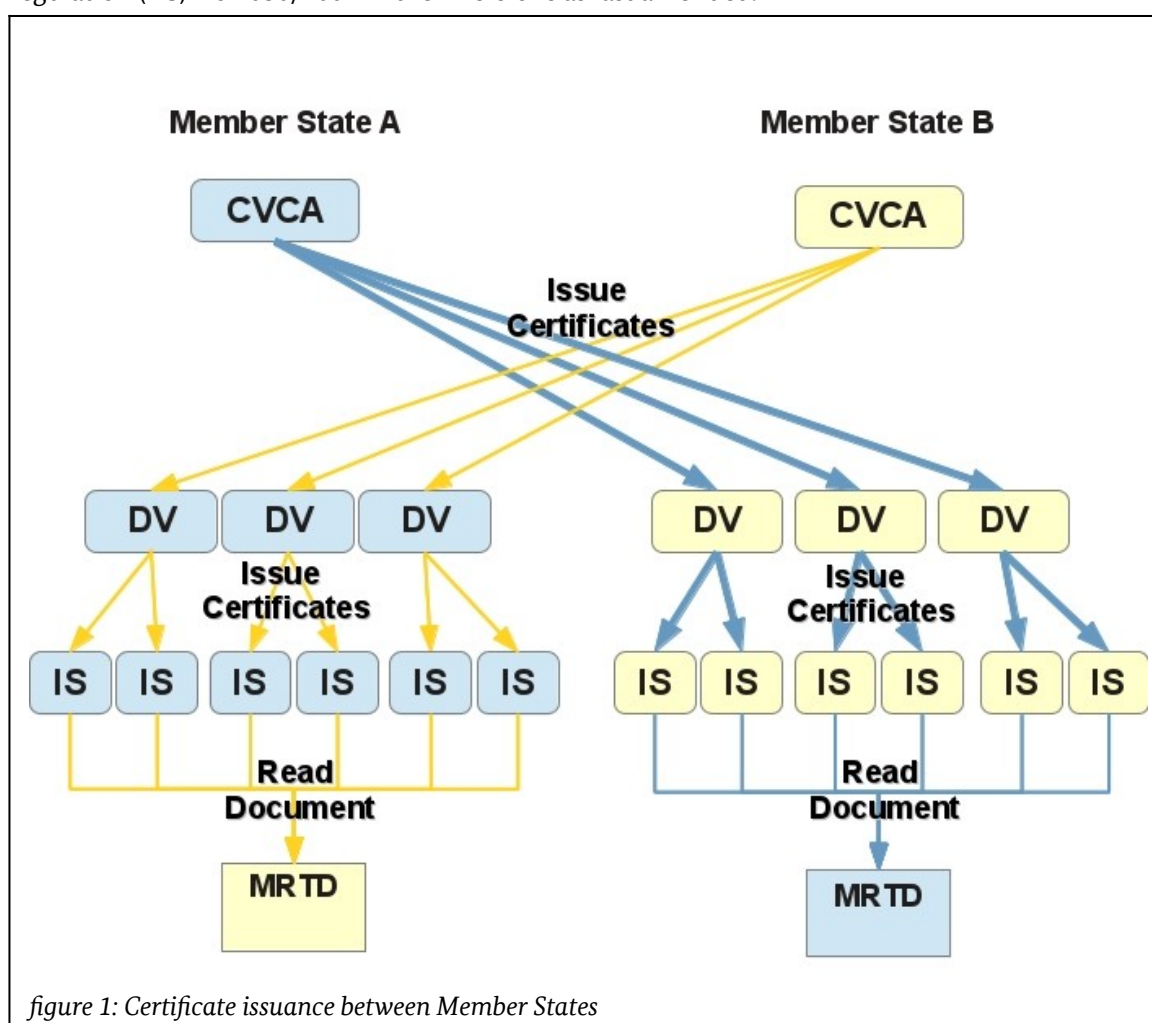 Member State A
Member State B
CVCA
CVCA
Issue
Certificates
DV DV DV
DV DV DV
Issue
Certificates
Issue
Certificates
IS IS IS IS IS IS
IS IS IS IS IS IS
Read
Document
Read
Document
MRTD
MRTD
figure 1: Certificate issuance between Member States